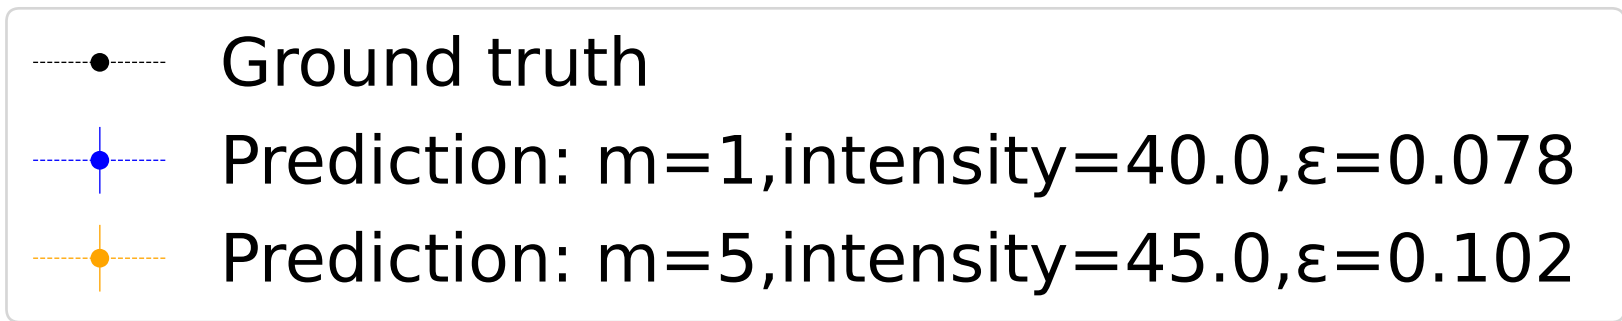 Ground truth
Prediction: m=1,intensity=40.0,ε=0.078
Prediction: m=5,intensity=45.0,ε=0.102